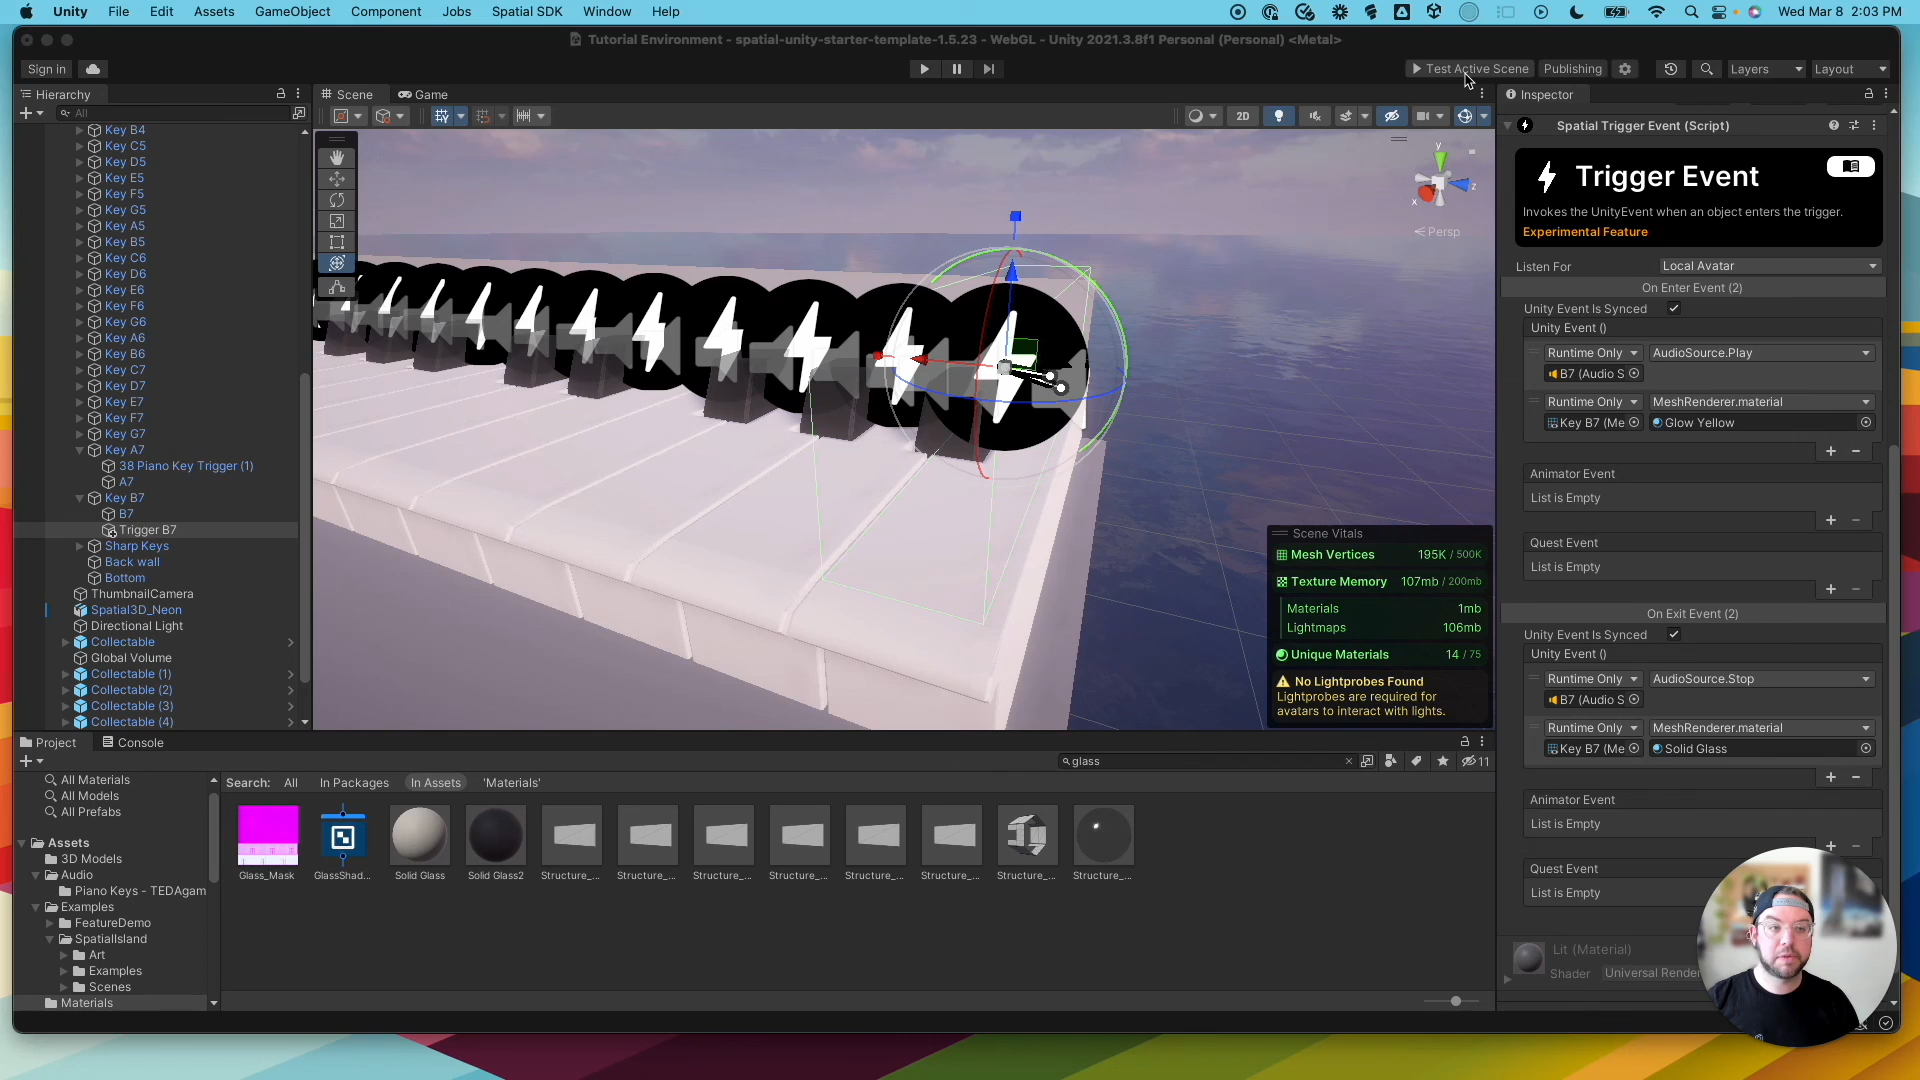 Unity File Edit Assets GameObject Component Jobs Spatial SDK Window Help Wed Mar 8 2:03 PM
Tutorial Environment - spatial-unity-starter-template-1.5.23 - WebGL - Unity 2021.3.8f1 Personal (Personal) <Metal>
Sign in Test Active Scene Publishing Layers Layout
Hierarchy
All
Key B4
Key C5
Key D5
Key E5
Key F5
Key G5
Key A5
Key B5
Key C6
Key D6
Key E6
Key F6
Key G6
Key A6
Key B6
Key C7
Key D7
Key E7
Key F7
Key G7
Key A7
38 Piano Key Trigger (1)
A7
Key B7
B7
Trigger B7
Sharp Keys
Back wall
Bottom
ThumbnailCamera
Spatial3D_Neon
Directional Light
Collectable
Global Volume
Collectable (1)
Collectable (2)
Collectable (3)
Collectable (4)
Scene Game
2D
y
z
x
Persp
Scene Vitals
Mesh Vertices 195K / 500K
Texture Memory 107mb / 200mb
Materials 1mb
Lightmaps 106mb
Unique Materials 14 / 75
No Lightprobes Found
Lightprobes are required for
avatars to interact with lights.
Inspector
Spatial Trigger Event (Script)
Trigger Event
Invokes the UnityEvent when an object enters the trigger.
Experimental Feature
Listen For Local Avatar
On Enter Event (2)
Unity Event Is Synced
Unity Event ()
Runtime Only AudioSource.Play
B7 (Audio S
Runtime Only MeshRenderer.material
Key B7 (Me Glow Yellow
Animator Event
List is Empty
Quest Event
List is Empty
On Exit Event (2)
Unity Event Is Synced
Unity Event ()
Runtime Only AudioSource.Stop
B7 (Audio S
Runtime Only MeshRenderer.material
Key B7 (Me Solid Glass
Animator Event
List is Empty
Quest Event
List is Empty
Lit (Material)
Shader Universal Render
Project Console
glass
11
Search: All In Packages In Assets 'Materials'
All Materials
All Models
All Prefabs
Assets
3D Models
Audio
Piano Keys - TEDAgam
Examples
FeatureDemo
SpatialIsland
Art
Examples
Scenes
Materials
Glass_Mask GlassShad... Solid Glass Solid Glass2 Structure_... Structure_... Structure_... Structure_... Structure_... Structure_... Structure_... Structure_...